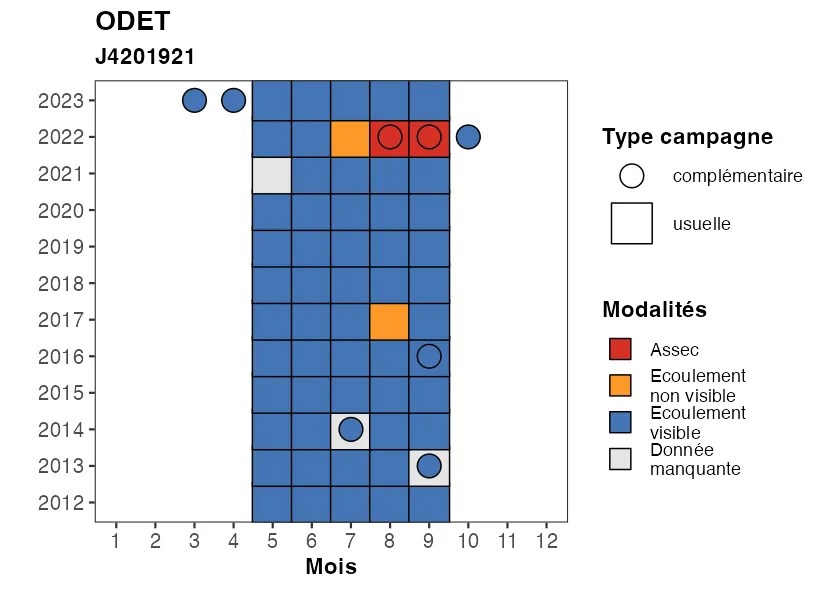 ODET
J4201921
2023
2022
2021
2020
2019
2018
2017
2016
2015
2014
2013
2012
1 2 3 4 5 6 7 8 9 10 11 12
Mois
Type campagne
complémentaire
usuelle
Modalités
Assec
Ecoulement
non visible
Ecoulement
visible
Donnée
manquante